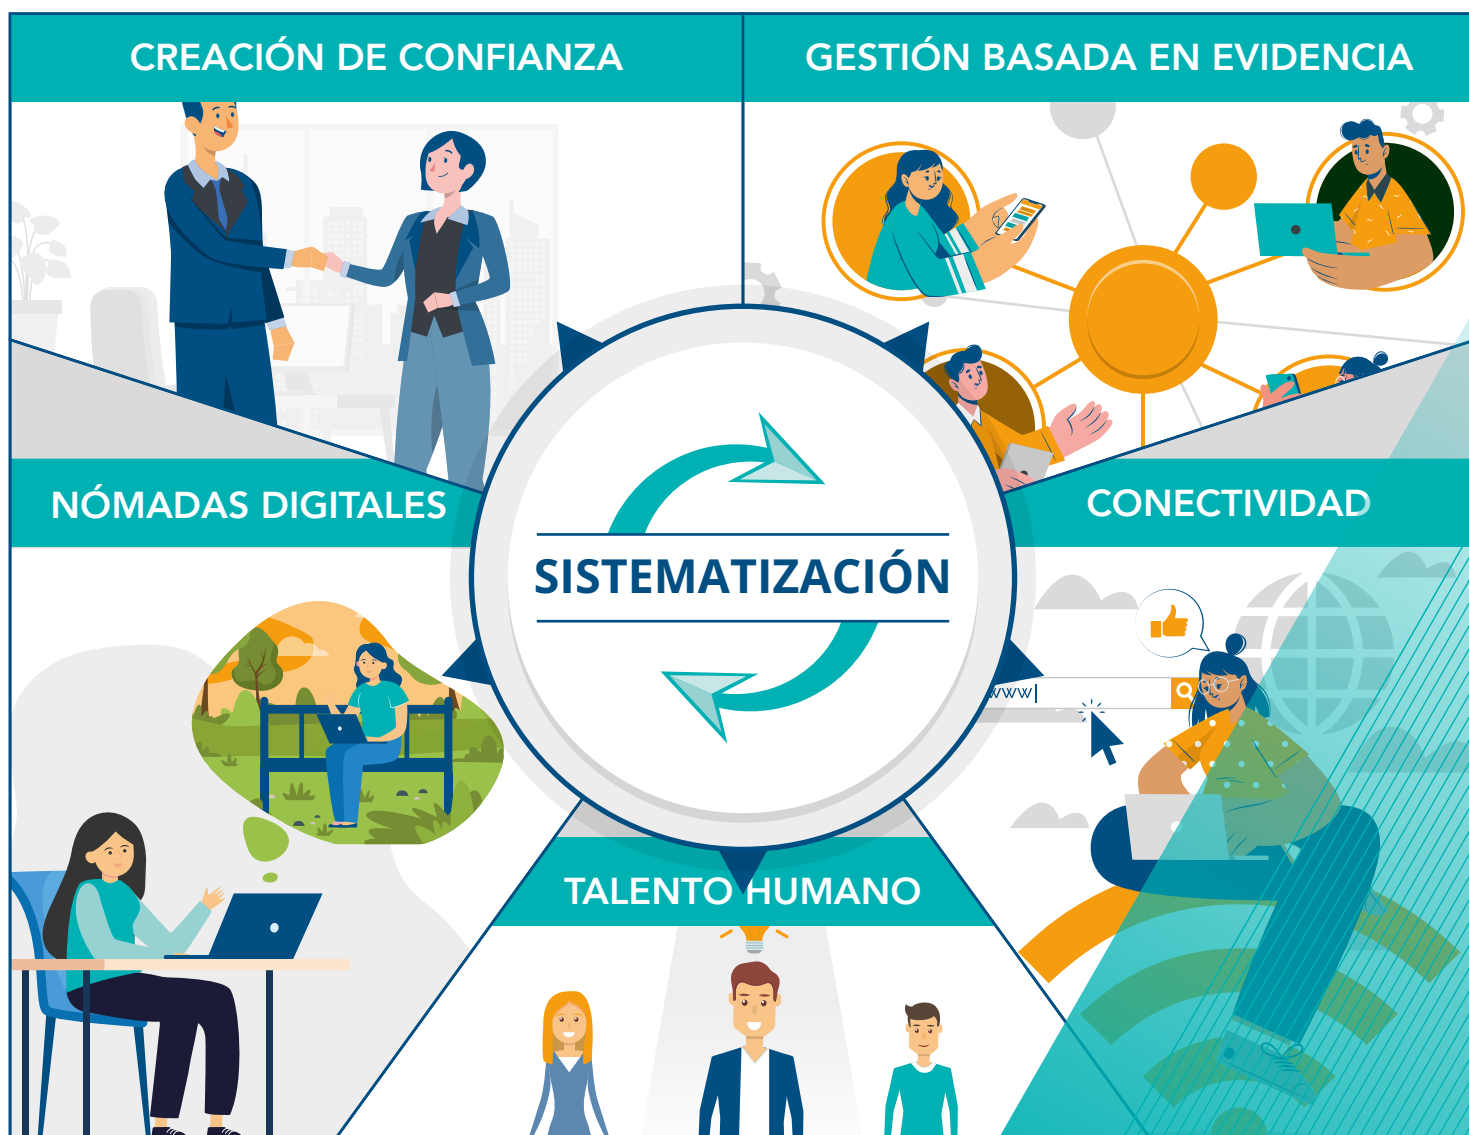 CREACIÓN DE CONFIANZA
GESTIÓN BASADA EN EVIDENCIA
NÓMADAS DIGITALES
CONECTIVIDAD
SISTEMATIZACIÓN
www
TALENTO HUMANO